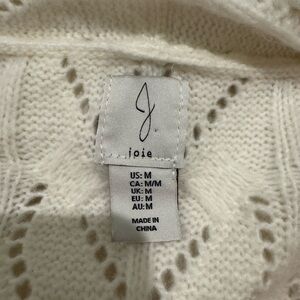 J.
joie
US: M
CA: M/M
UK: M
EU: M
AU: M
MADE IN
CHINA